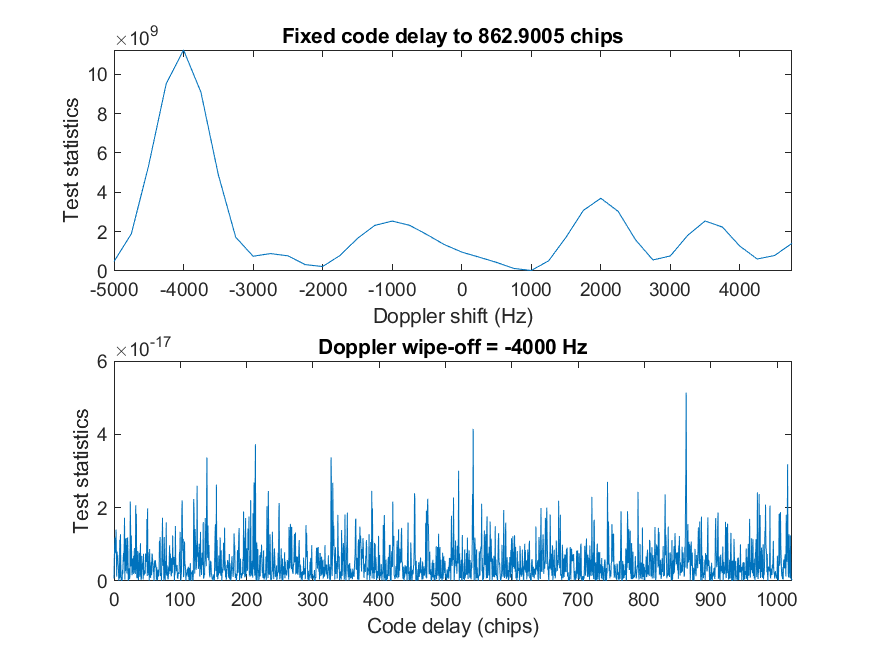 ×10⁹
Fixed code delay to 862.9005 chips
Test statistics
10
8
6
4
2
0
-5000 -4000 -3000 -2000 -1000 0 1000 2000 3000 4000
Doppler shift (Hz)
×10⁻¹⁷
Doppler wipe-off = -4000 Hz
Test statistics
6
4
2
0
0 100 200 300 400 500 600 700 800 900 1000
Code delay (chips)